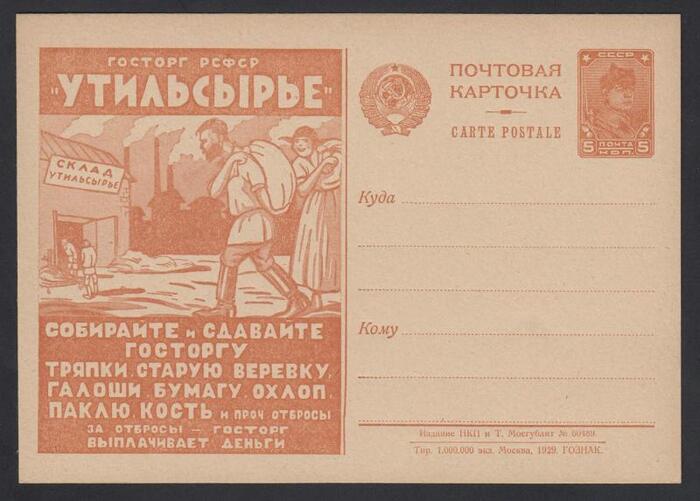 ГОСТОРГ РСФСР
"УТИЛЬСЫРЬЕ"
СКЛАД
УТИЛЬСЫРЬЕ
СОБИРАЙТЕ и СДАВАЙТЕ
ГОСТОРГУ
ТРЯПКИ, СТАРУЮ ВЕРЕВКУ,
ГАЛОШИ, БУМАГУ, ОХЛОП,
ПАКЛЮ, КОСТЬ и ПРОЧ ОТБРОСЫ
ЗА ОТБРОСЫ — ГОСТОРГ
ВЫПЛАЧИВАЕТ ДЕНЬГИ
ПОЧТОВАЯ
КАРТОЧКА
CARTE POSTALE
СССР
5 ПОЧТА 5
КОП.
Куда
Кому
Издание НКП и Т. Мосгублит № 60489.
Тир. 1.000.000 экз. Москва, 1929. ГОЗНАК.